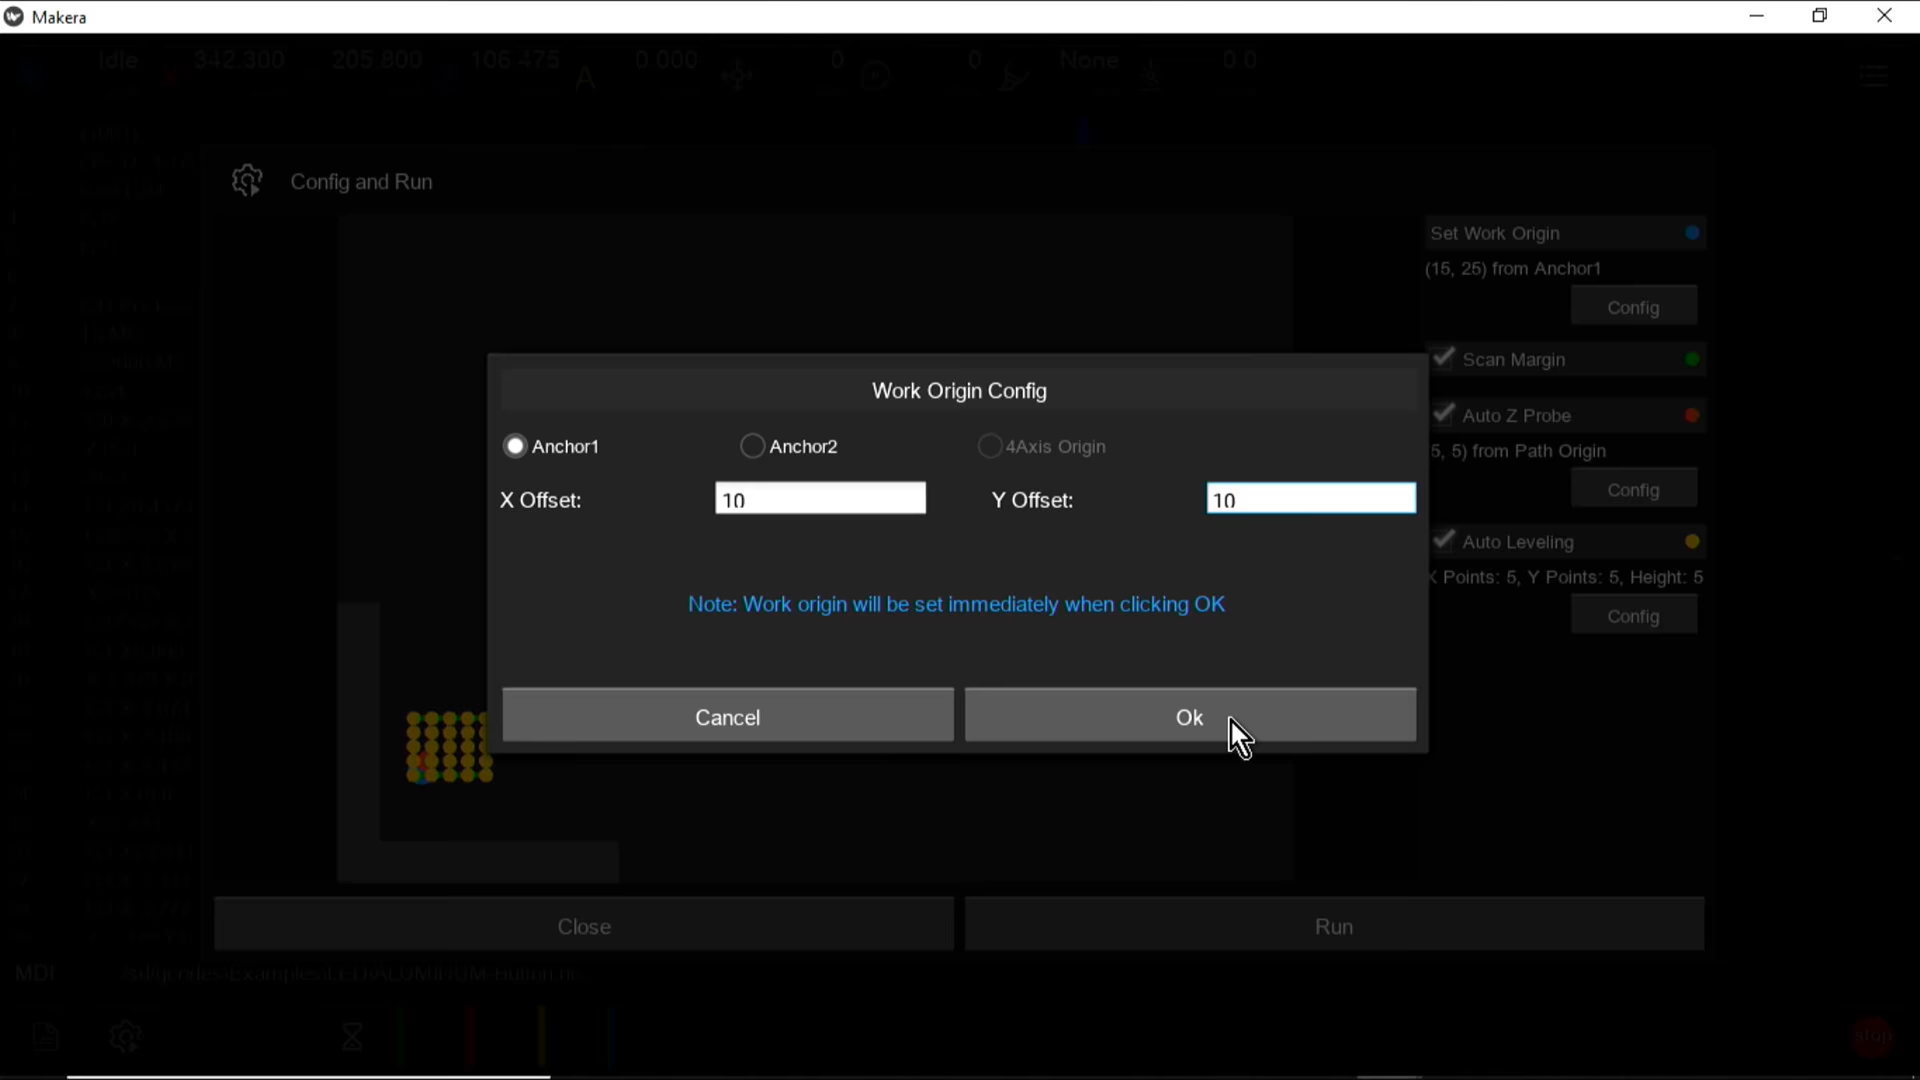 Makera
Idle 342.300 205.800 106.475 A 0.000 0 0 None 0.0
Config and Run
Set Work Origin
(15, 25) from Anchor1
Config
Scan Margin
Auto Z Probe
5, 5) from Path Origin
Config
Auto Leveling
X Points: 5, Y Points: 5, Height: 5
Config
Work Origin Config
Anchor1 Anchor2 4Axis Origin
X Offset: 10 Y Offset: 10
Note: Work origin will be set immediately when clicking OK
Cancel Ok
Close Run
MDI
stop